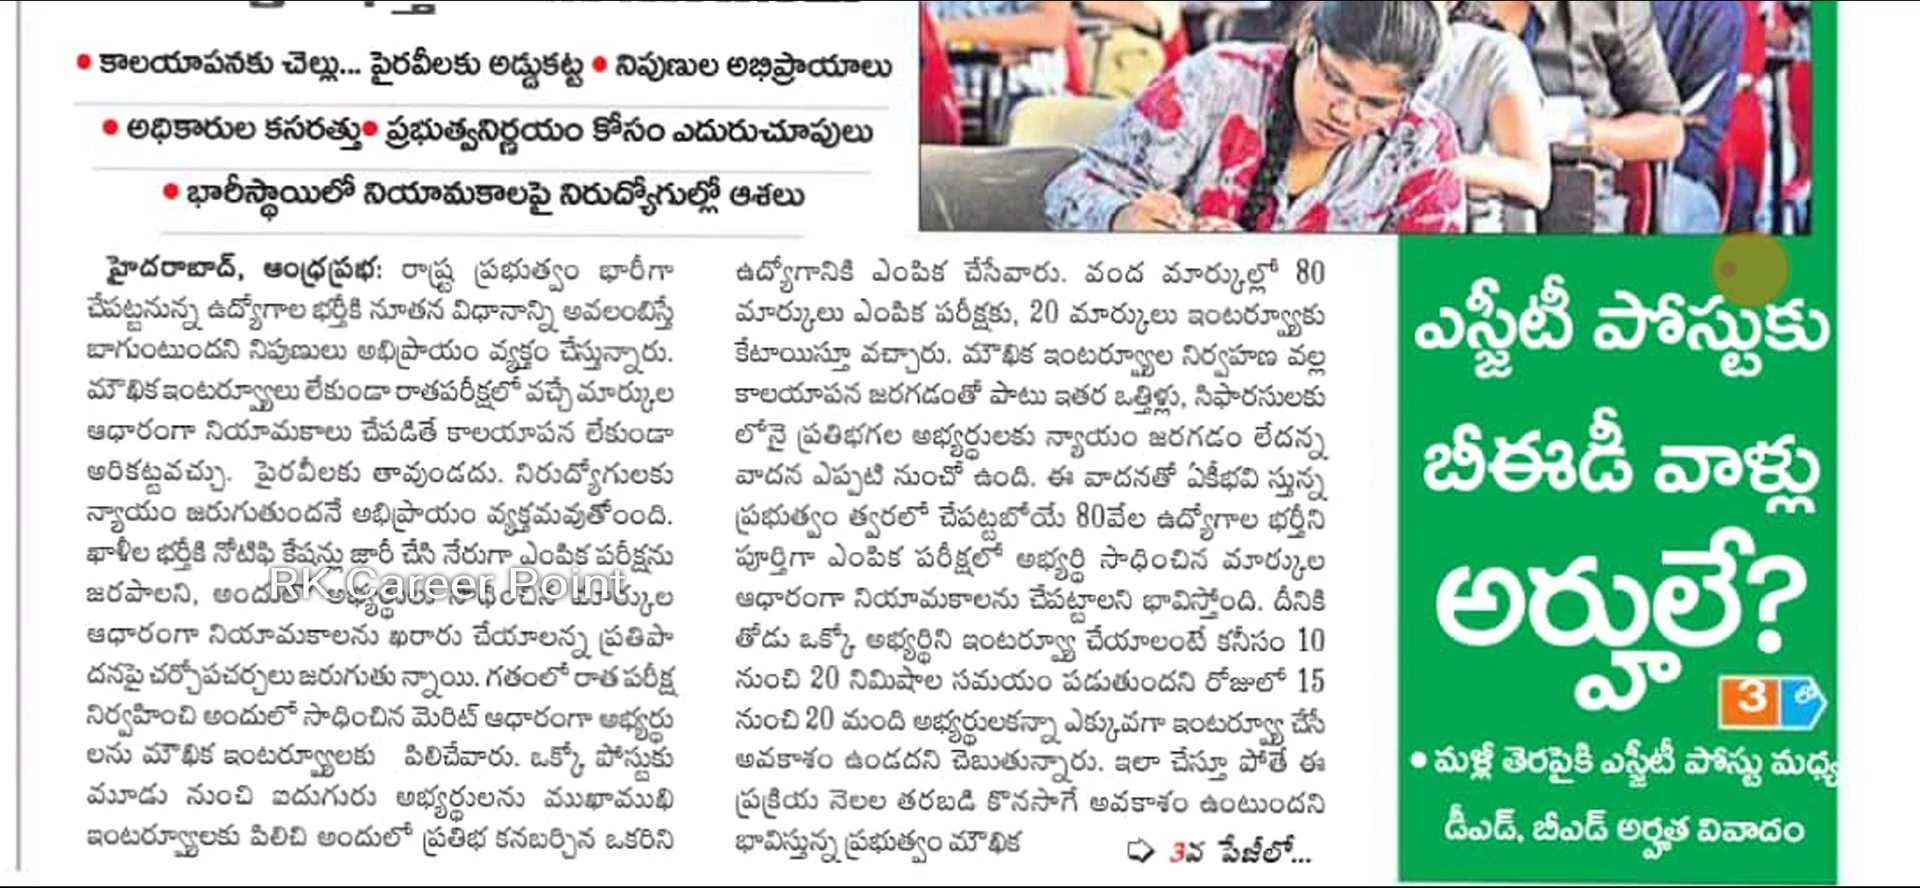 • కాలయాపనకు చెల్లు... పైరవీలకు అడ్డుకట్ట • నిపుణుల అభిప్రాయాలు
• అధికారుల కసరత్తు • ప్రభుత్వనిర్ణయం కోసం ఎదురుచూపులు
• భారీస్థాయిలో నియామకాలపై నిరుద్యోగుల్లో ఆశలు
హైదరాబాద్, ఆంధ్రప్రభ: రాష్ట్ర ప్రభుత్వం భారీగా
చేపట్టనున్న ఉద్యోగాల భర్తీకి నూతన విధానాన్ని అవలంబిస్తే
బాగుంటుందని నిపుణులు అభిప్రాయం వ్యక్తం చేస్తున్నారు.
మౌఖిక ఇంటర్వ్యూలు లేకుండా రాతపరీక్షలో వచ్చే మార్కుల
ఆధారంగా నియామకాలు చేపడితే కాలయాపన లేకుండా
అరికట్టవచ్చు. పైరవీలకు తావుండదు. నిరుద్యోగులకు
న్యాయం జరుగుతుందనే అభిప్రాయం వ్యక్తమవుతోంది.
ఖాళీల భర్తీకి నోటిఫి కేషన్లు జారీ చేసి నేరుగా ఎంపిక పరీక్షను
జరపాలని, అందులో అభ్యర్థులు సాధించిన మార్కుల
RK Career Point
ఆధారంగా నియామకాలను ఖరారు చేయాలన్న ప్రతిపా
దనపై చర్చోపచర్చలు జరుగుతు న్నాయి. గతంలో రాత పరీక్ష
నిర్వహించి అందులో సాధించిన మెరిట్ ఆధారంగా అభ్యర్థు
లను మౌఖిక ఇంటర్వ్యూలకు పిలిచేవారు. ఒక్కో పోస్టుకు
మూడు నుంచి ఐదుగురు అభ్యర్థులను ముఖాముఖి
ఇంటర్వ్యూలకు పిలిచి అందులో ప్రతిభ కనబర్చిన ఒకరిని
ఉద్యోగానికి ఎంపిక చేసేవారు. వంద మార్కుల్లో 80
మార్కులు ఎంపిక పరీక్షకు, 20 మార్కులు ఇంటర్వ్యూకు
కేటాయిస్తూ వచ్చారు. మౌఖిక ఇంటర్వ్యూల నిర్వహణ వల్ల
కాలయాపన జరగడంతో పాటు ఇతర ఒత్తిళ్లు, సిఫారసులకు
లోనై ప్రతిభగల అభ్యర్థులకు న్యాయం జరగడం లేదన్న
వాదన ఎప్పటి నుంచో ఉంది. ఈ వాదనతో ఏకీభవి స్తున్న
ప్రభుత్వం త్వరలో చేపట్టబోయే 80వేల ఉద్యోగాల భర్తీని
పూర్తిగా ఎంపిక పరీక్షలో అభ్యర్థి సాధించిన మార్కుల
ఆధారంగా నియామకాలను చేపట్టాలని భావిస్తోంది. దీనికి
తోడు ఒక్కో అభ్యర్థిని ఇంటర్వ్యూ చేయాలంటే కనీసం 10
నుంచి 20 నిమిషాల సమయం పడుతుందని రోజులో 15
నుంచి 20 మంది అభ్యర్థులకన్నా ఎక్కువగా ఇంటర్వ్యూ చేసే
అవకాశం ఉండదని చెబుతున్నారు. ఇలా చేస్తూ పోతే ఈ
ప్రక్రియ నెలల తరబడి కొనసాగే అవకాశం ఉంటుందని
భావిస్తున్న ప్రభుత్వం మౌఖిక
3వ పేజీలో...
ఎస్జీటీ పోస్టుకు
బీఈడీ వాళ్లు
అర్హులే?
3 లో
• మళ్లీ తెరపైకి ఎస్జీటీ పోస్టు మధ్య
డీఎడ్, బీఎడ్ అర్హత వివాదం